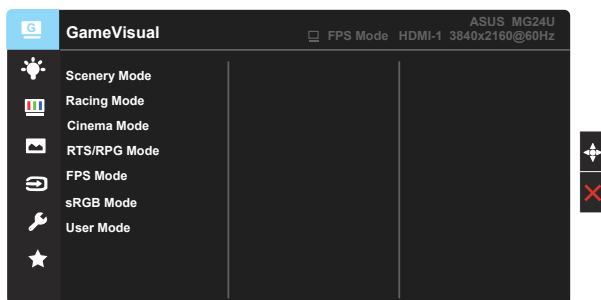 G
GameVisual
ASUS MG24U
FPS Mode HDMI-1 3840x2160@60Hz
Scenery Mode
Racing Mode
Cinema Mode
RTS/RPG Mode
FPS Mode
sRGB Mode
User Mode